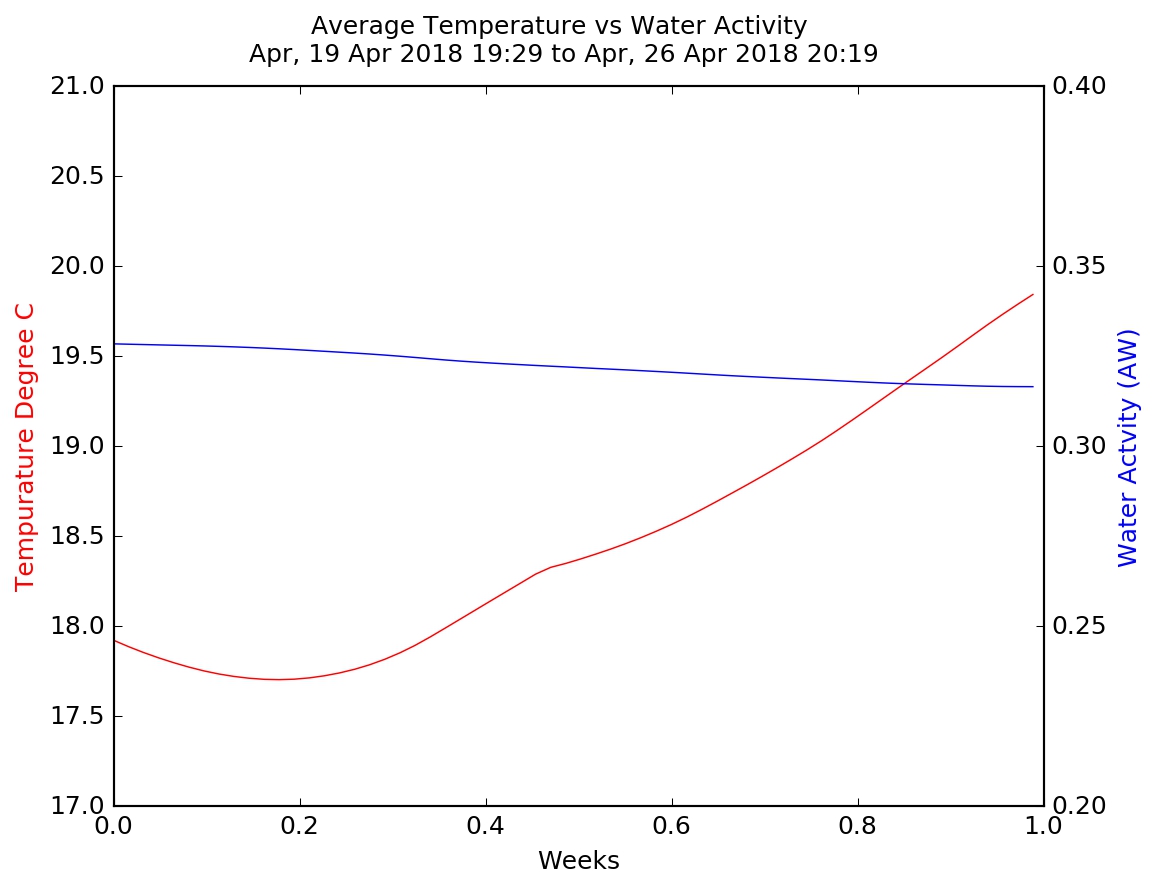 Average Temperature vs Water Activity
Apr, 19 Apr 2018 19:29 to Apr, 26 Apr 2018 20:19
21.0
20.5
20.0
19.5
19.0
18.5
18.0
17.5
17.0
Tempurature Degree C
0.40
0.35
0.30
0.25
0.20
Water Actvity (AW)
0.0 0.2 0.4 0.6 0.8 1.0
Weeks